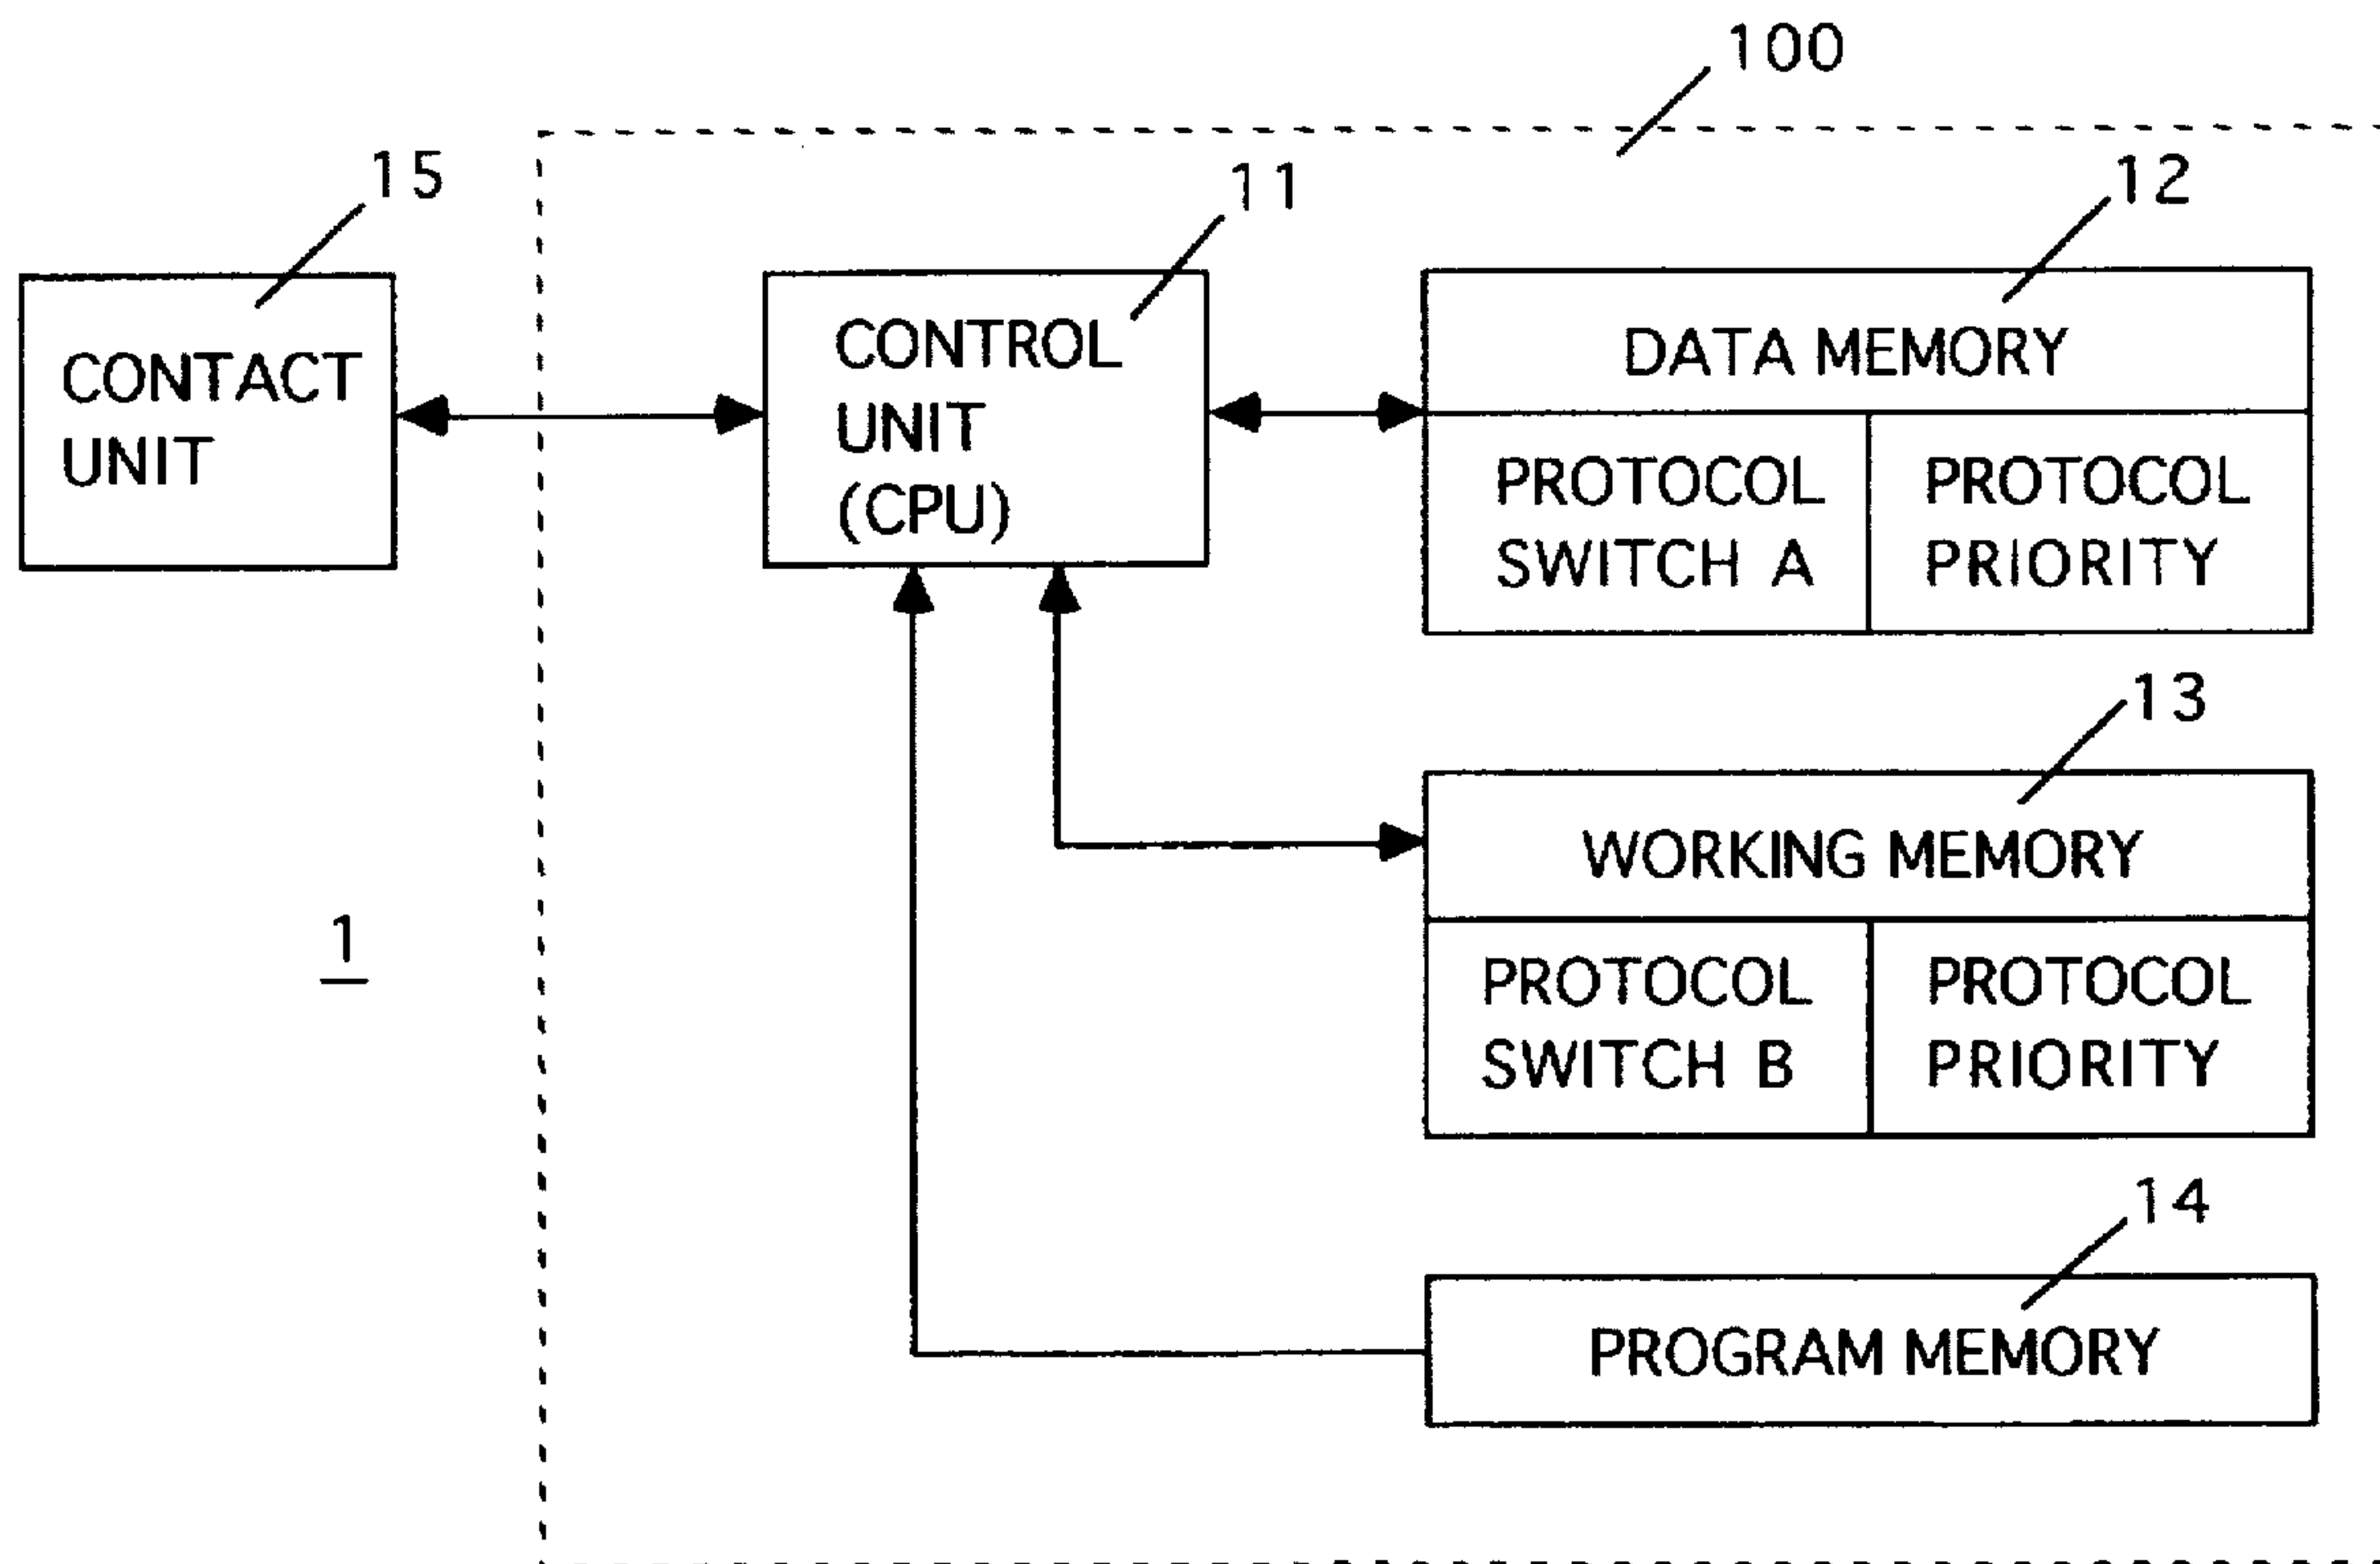 100
15
11
12
CONTACT
UNIT
CONTROL
UNIT
(CPU)
DATA MEMORY
PROTOCOL
SWITCH A
PROTOCOL
PRIORITY
13
WORKING MEMORY
1
PROTOCOL
SWITCH B
PROTOCOL
PRIORITY
14
PROGRAM MEMORY